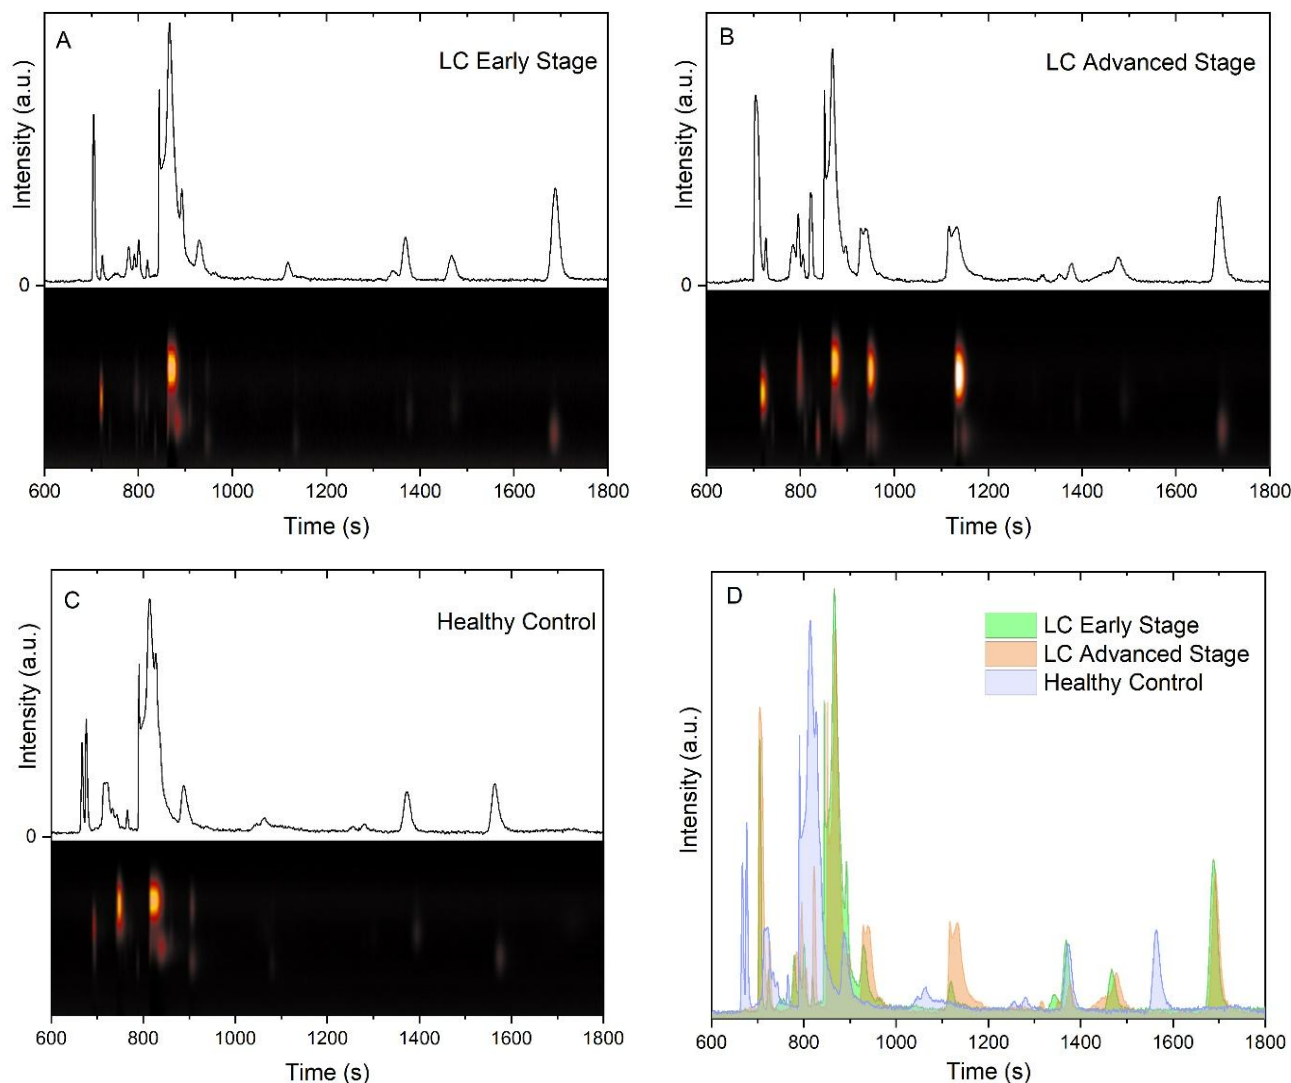 A
LC Early Stage
Intensity (a.u.)
0
600 800 1000 1200 1400 1600 1800
Time (s)
B
LC Advanced Stage
Intensity (a.u.)
0
600 800 1000 1200 1400 1600 1800
Time (s)
C
Healthy Control
Intensity (a.u.)
0
600 800 1000 1200 1400 1600 1800
Time (s)
D
LC Early Stage
LC Advanced Stage
Healthy Control
Intensity (a.u.)
600 800 1000 1200 1400 1600 1800
Time (s)